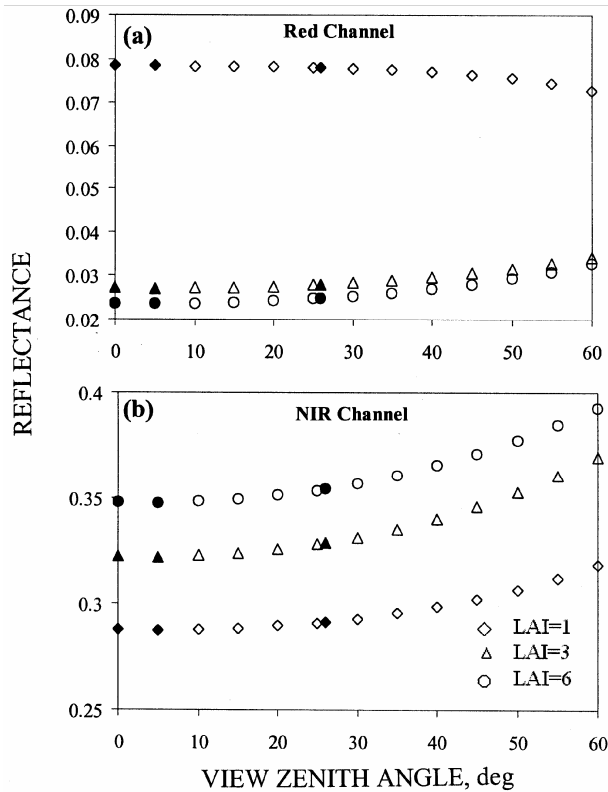 (a) Red Channel
0.09
0.08
0.07
0.06
0.05
0.04
0.03
0.02
0 10 20 30 40 50 60
REFLECTANCE
(b) NIR Channel
0.4
0.35
0.3
0.25
LAI=1
LAI=3
LAI=6
0 10 20 30 40 50 60
VIEW ZENITH ANGLE, deg